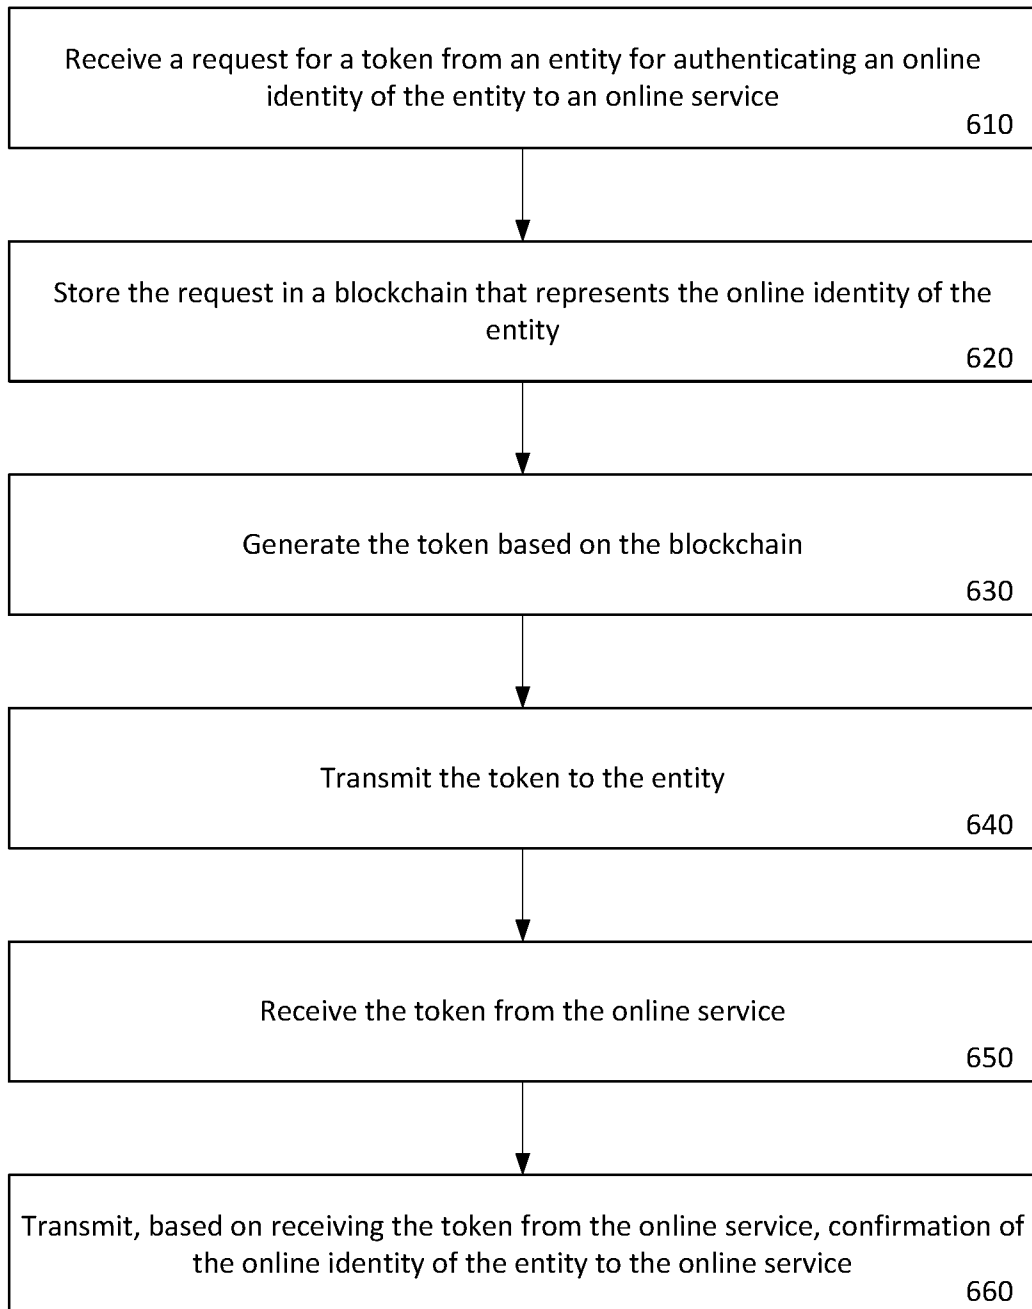 Receive a request for a token from an entity for authenticating an online
identity of the entity to an online service
610
Store the request in a blockchain that represents the online identity of the
entity
620
Generate the token based on the blockchain
630
Transmit the token to the entity
640
Receive the token from the online service
650
Transmit, based on receiving the token from the online service, confirmation of
the online identity of the entity to the online service
660